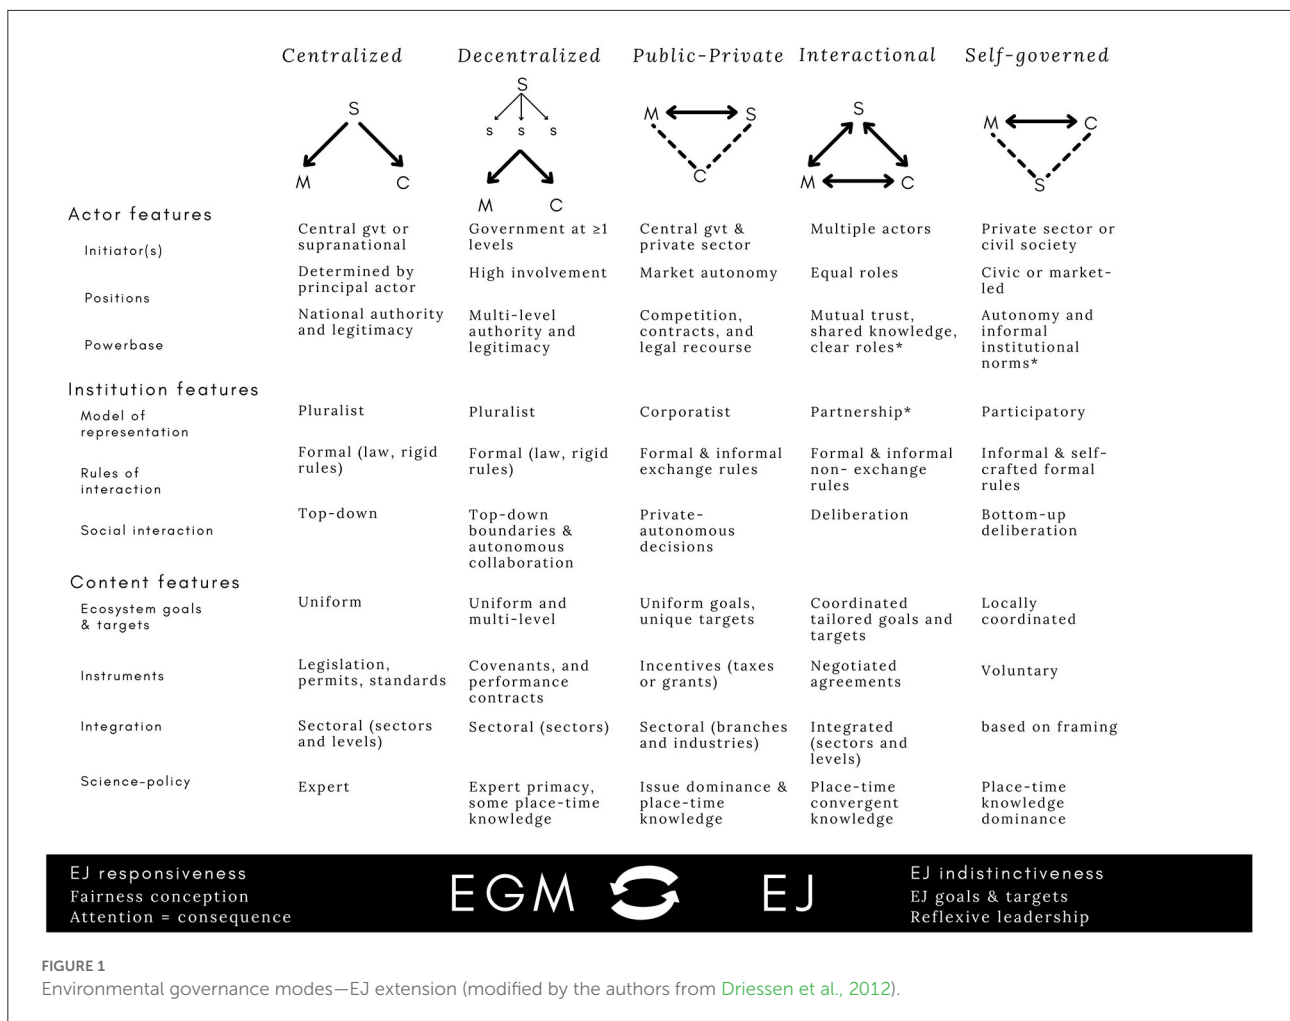 Centralized Decentralized Public-Private Interactional Self-governed
S S M S S M C
s s s
M C C M C S
M C
Actor features
Initiator(s)
Central gvt or
supranational
Government at ≥1
levels
Central gvt &
private sector
Multiple actors
Private sector or
civil society
Positions
Determined by
principal actor
High involvement
Market autonomy
Equal roles
Civic or market-
led
Powerbase
National authority
and legitimacy
Multi-level
authority and
legitimacy
Competition,
contracts, and
legal recourse
Mutual trust,
shared knowledge,
clear roles*
Autonomy and
informal
institutional
norms*
Institution features
Model of
representation
Pluralist
Pluralist
Corporatist
Partnership*
Participatory
Rules of
interaction
Formal (law, rigid
rules)
Formal (law, rigid
rules)
Formal & informal
exchange rules
Formal & informal
non- exchange
rules
Informal & self-
crafted formal
rules
Social interaction
Top-down
Top-down
boundaries &
autonomous
collaboration
Private-
autonomous
decisions
Deliberation
Bottom-up
deliberation
Content features
Ecosystem goals
& targets
Uniform
Uniform and
multi-level
Uniform goals,
unique targets
Coordinated
tailored goals and
targets
Locally
coordinated
Instruments
Legislation,
permits, standards
Covenants, and
performance
contracts
Incentives (taxes
or grants)
Negotiated
agreements
Voluntary
Integration
Sectoral (sectors
and levels)
Sectoral (sectors)
Sectoral (branches
and industries)
Integrated
(sectors and
levels)
based on framing
Science-policy
Expert
Expert primacy,
some place-time
knowledge
Issue dominance &
place-time
knowledge
Place-time
convergent
knowledge
Place-time
knowledge
dominance
EJ responsiveness
Fairness conception
Attention = consequence
EGM EJ
EJ indistinctiveness
EJ goals & targets
Reflexive leadership
FIGURE 1
Environmental governance modes—EJ extension (modified by the authors from Driessen et al., 2012).